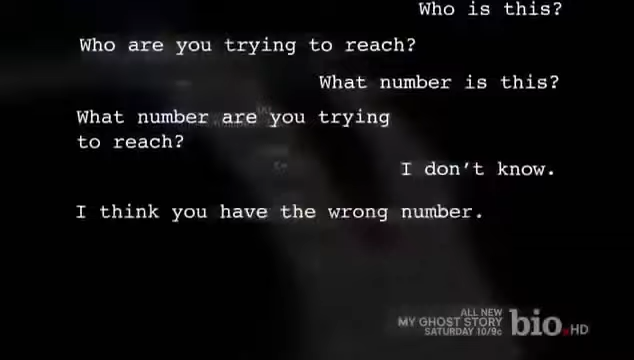 Who is this?
Who are you trying to reach?
What number is this?
What number are you trying
to reach?
I don't know.
I think you have the wrong number.
ALL NEW
MY GHOST STORY
SATURDAY 10/9c
bio.HD